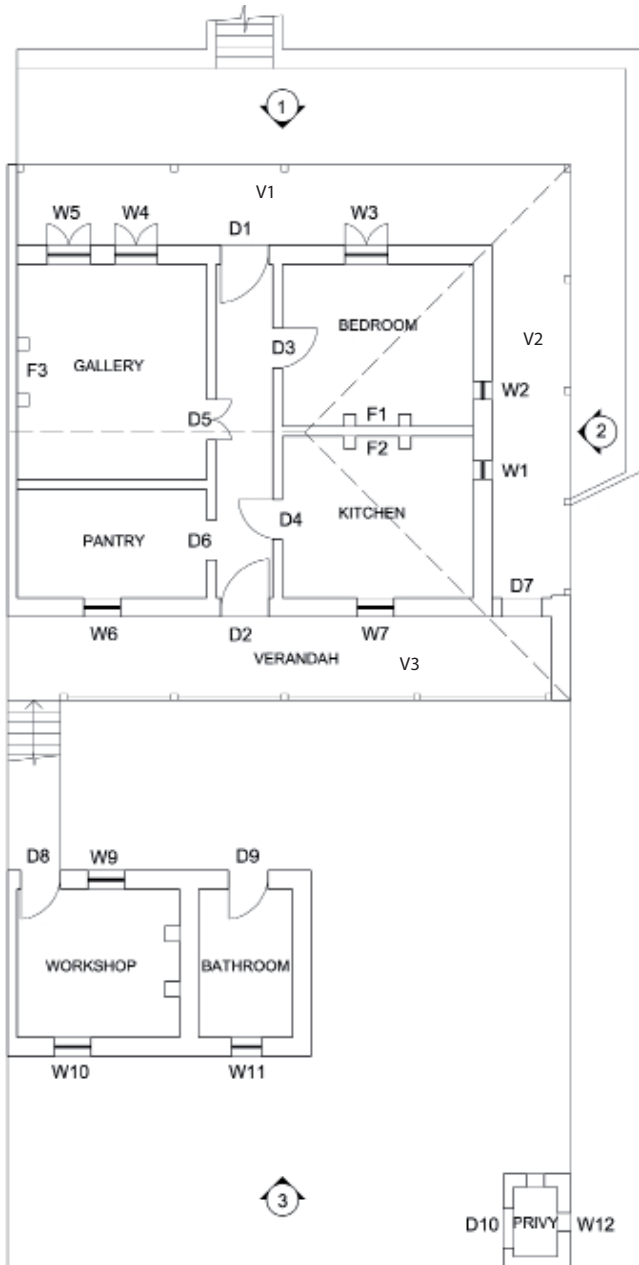 1
V1
W5 W4 W3
D1
BEDROOM
V2
D3
GALLERY
F3
W2
F1
D5
2
F2
W1
D4 KITCHEN
PANTRY D6
D7
W6 D2 W7
VERANDAH V3
D8 W9 D9
WORKSHOP BATHROOM
W10 W11
3
D10 PRIVY W12